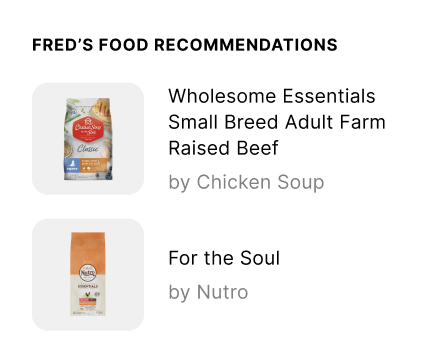 FRED’S FOOD RECOMMENDATIONS
Wholesome Essentials
Small Breed Adult Farm
Raised Beef
by Chicken Soup
Chicken Soup
for the Soul
Classic
For the Soul
by Nutro
Nutro
ESSENTIALS